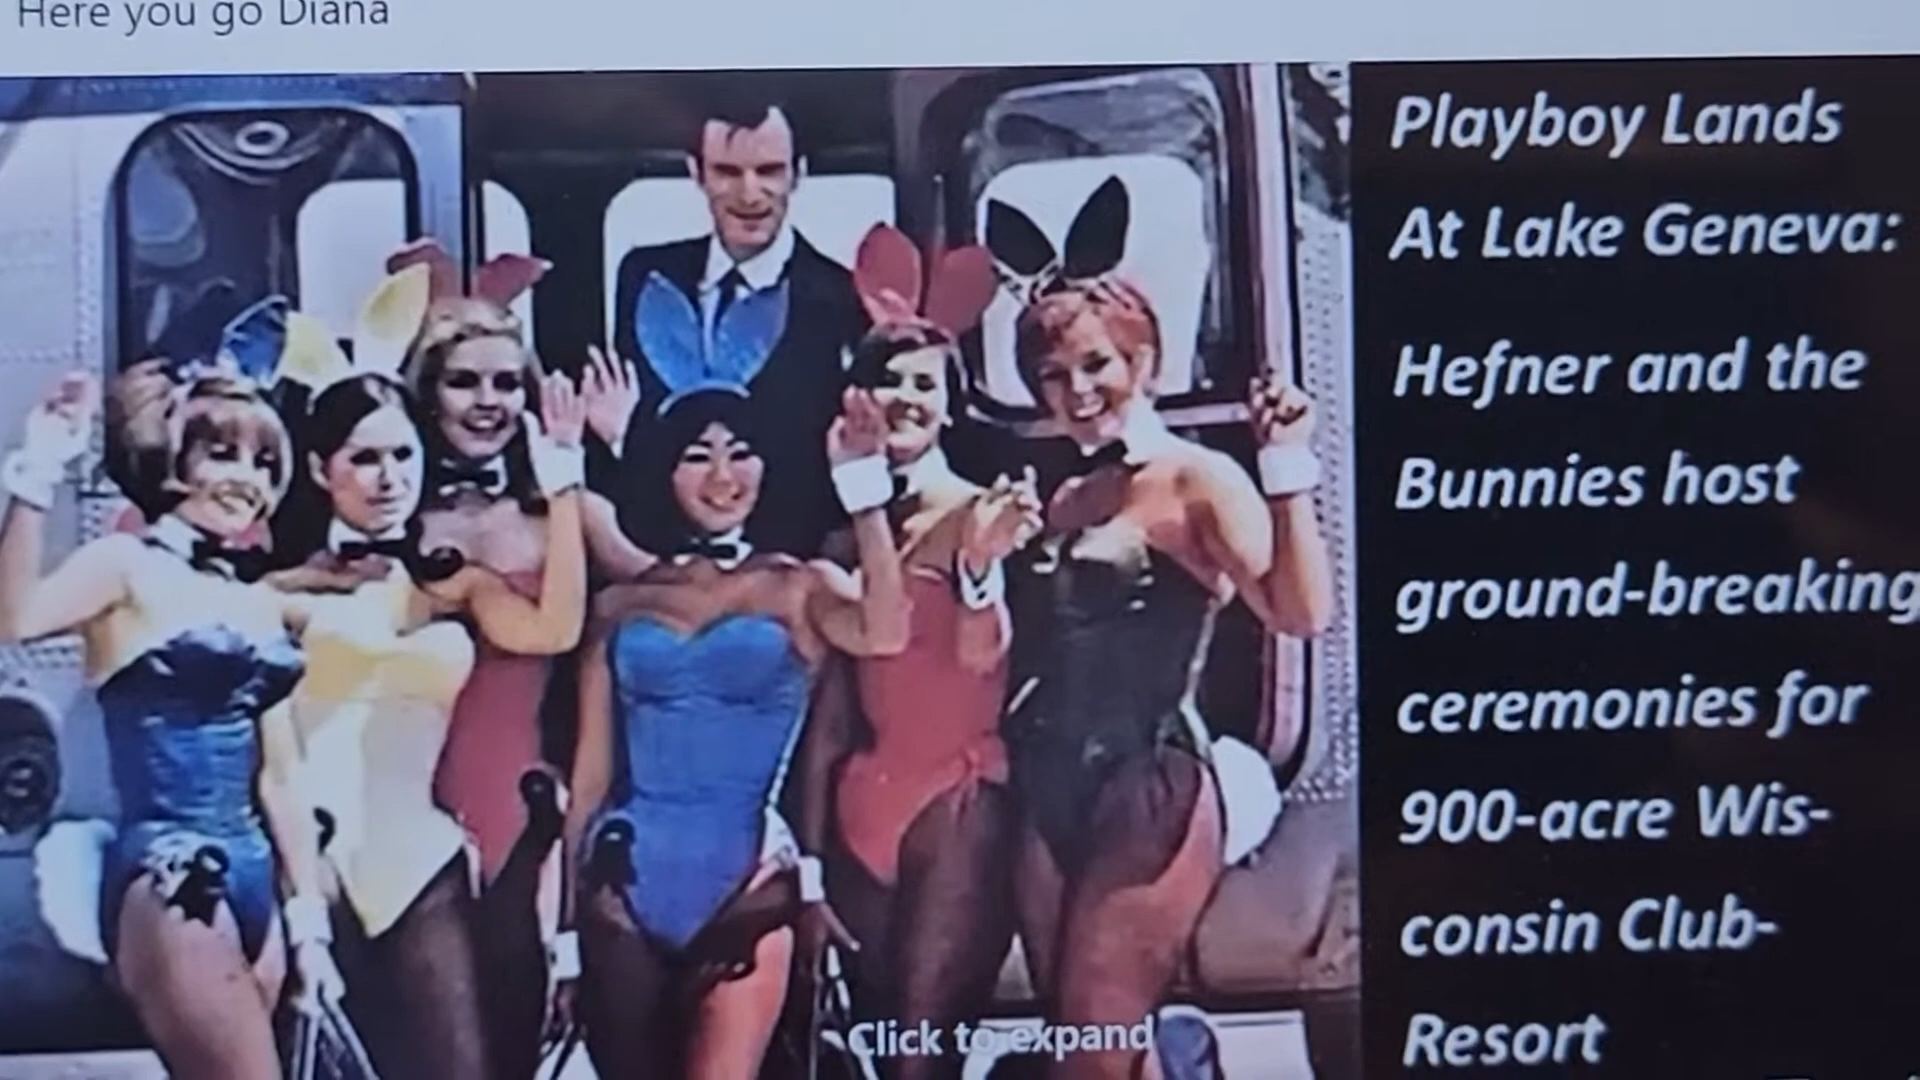 Here you go Diana
Playboy Lands
At Lake Geneva:
Hefner and the
Bunnies host
ground-breaking
ceremonies for
900-acre Wis-
consin Club-
Resort
Click to expand